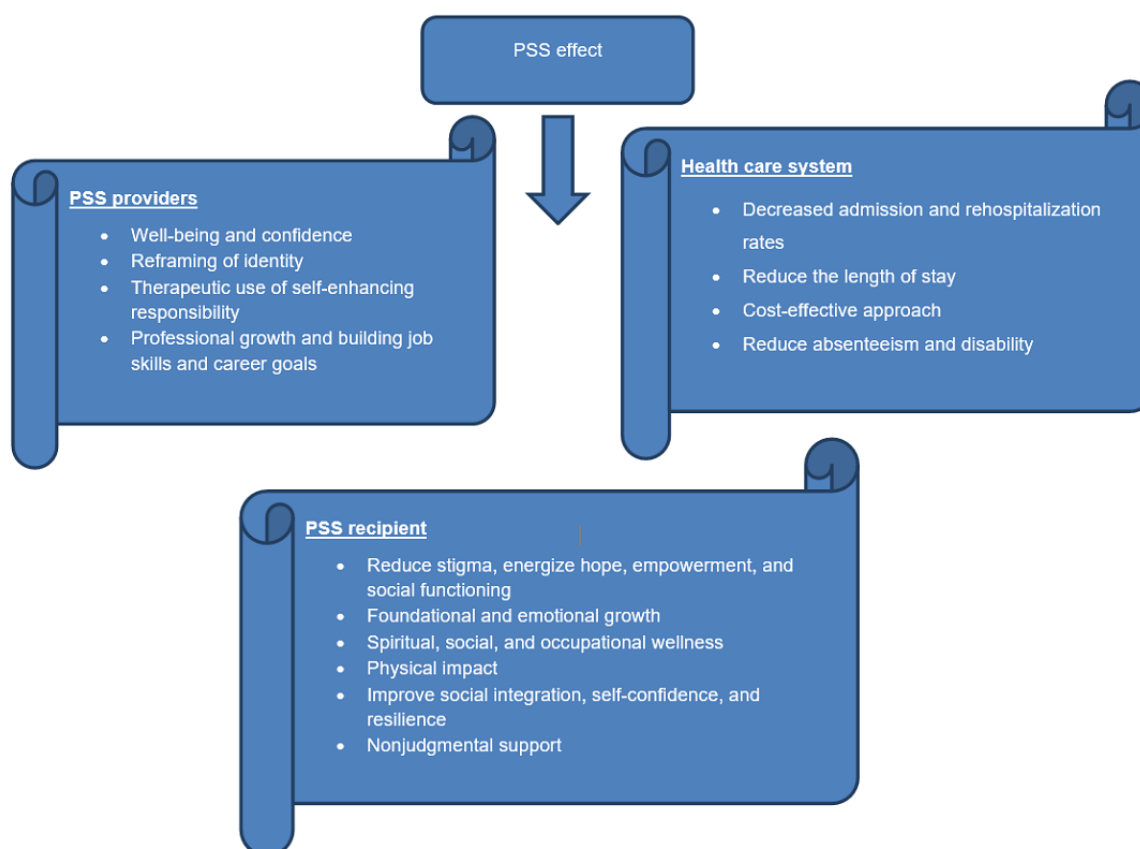 PSS effect
PSS providers
• Well-being and confidence
• Reframing of identity
• Therapeutic use of self-enhancing
responsibility
• Professional growth and building job
skills and career goals
Health care system
• Decreased admission and rehospitalization
rates
• Reduce the length of stay
• Cost-effective approach
• Reduce absenteeism and disability
PSS recipient
• Reduce stigma, energize hope, empowerment, and
social functioning
• Foundational and emotional growth
• Spiritual, social, and occupational wellness
• Physical impact
• Improve social integration, self-confidence, and
resilience
• Nonjudgmental support